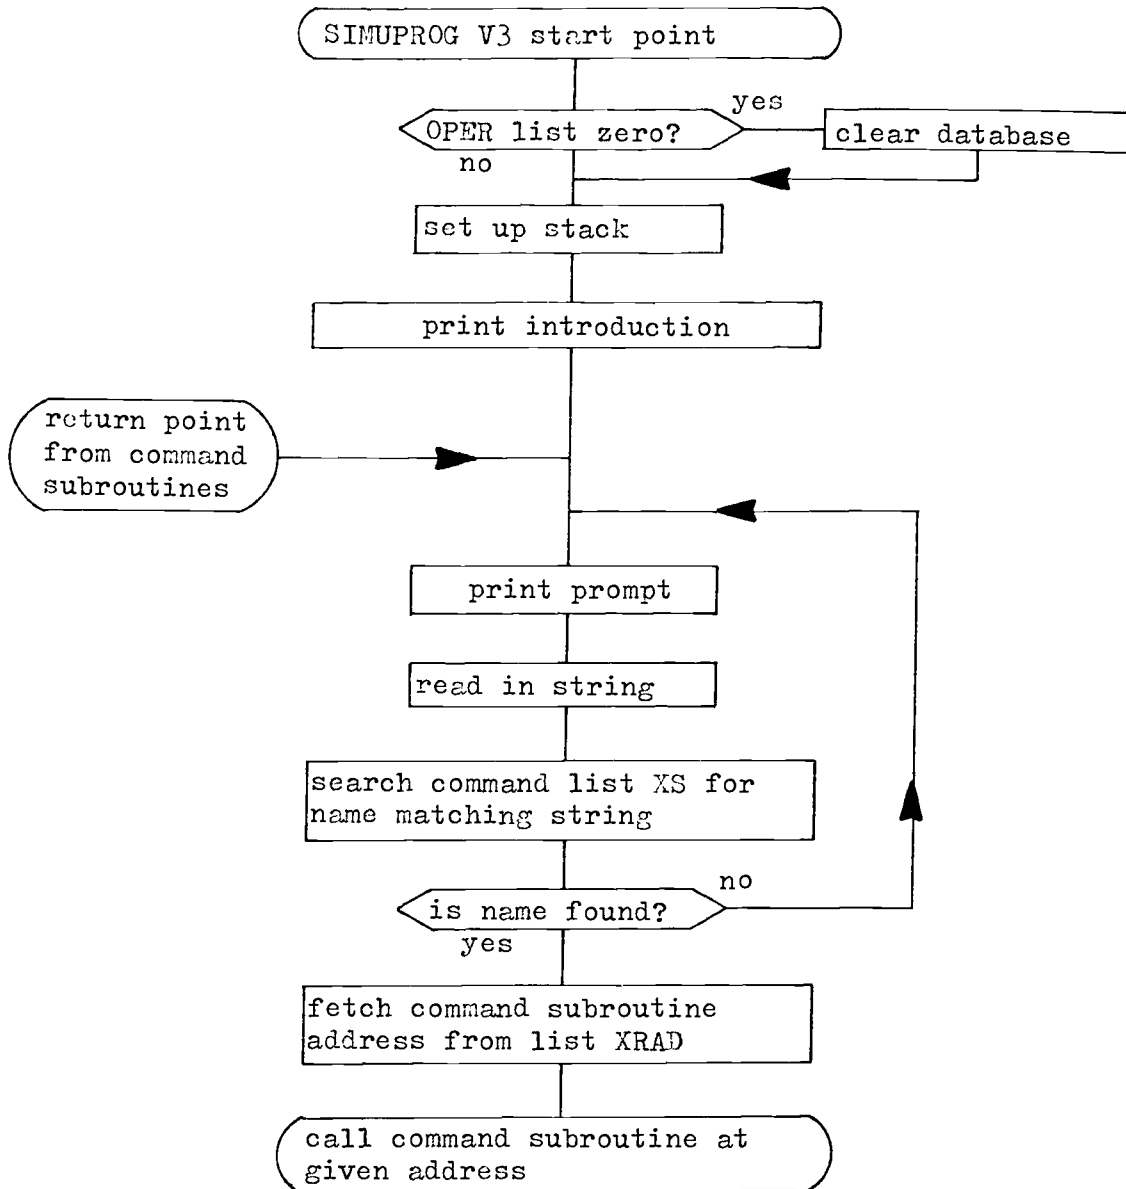 SIMUPROG V3 start point
yes
OPER list zero?
clear database
no
set up stack
print introduction
return point
from command
subroutines
print prompt
read in string
search command list XS for
name matching string
no
is name found?
yes
fetch command subroutine
address from list XRAD
call command subroutine at
given address